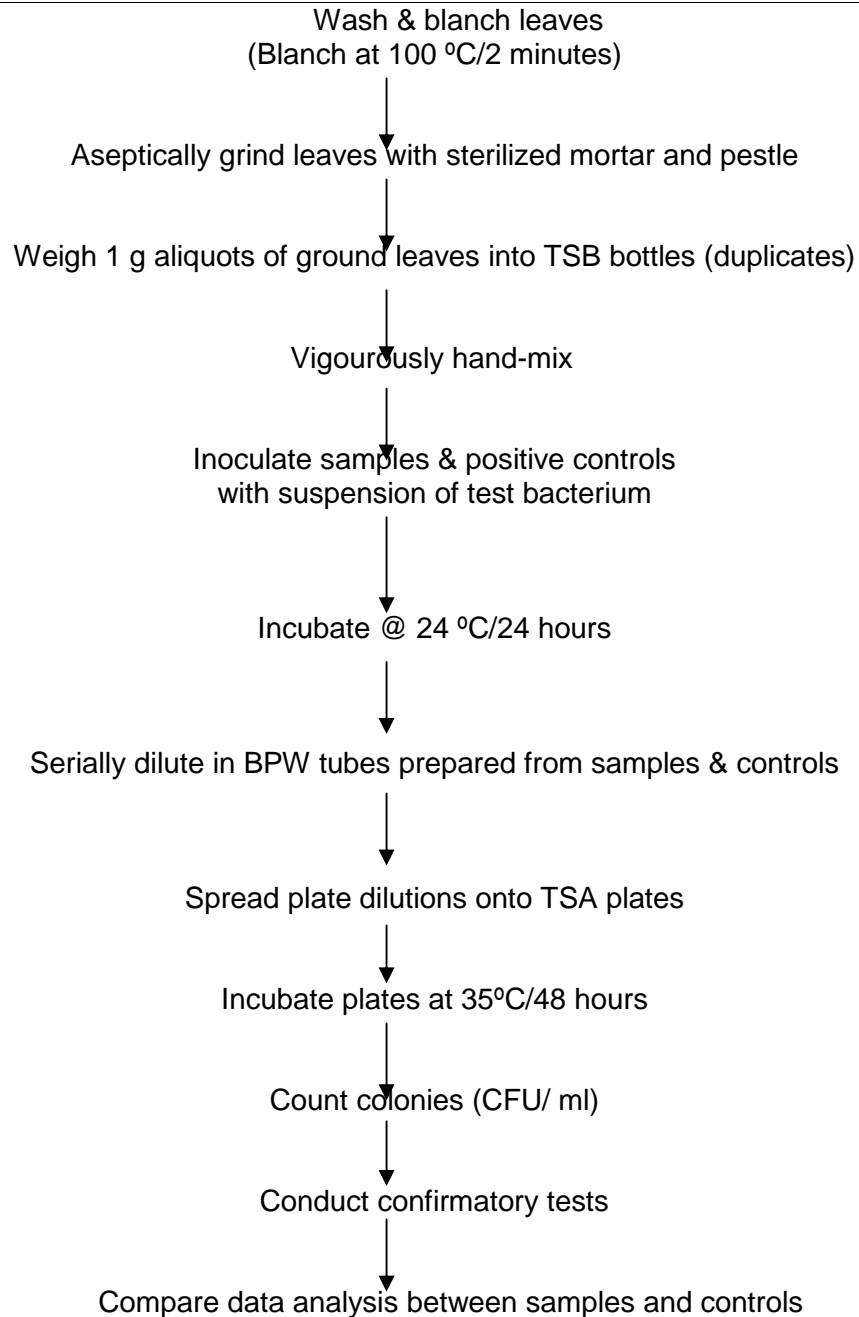 Wash & blanch leaves
(Blanch at 100 ºC/2 minutes)
Aseptically grind leaves with sterilized mortar and pestle
Weigh 1 g aliquots of ground leaves into TSB bottles (duplicates)
Vigourously hand-mix
Inoculate samples & positive controls
with suspension of test bacterium
Incubate @ 24 ºC/24 hours
Serially dilute in BPW tubes prepared from samples & controls
Spread plate dilutions onto TSA plates
Incubate plates at 35ºC/48 hours
Count colonies (CFU/ ml)
Conduct confirmatory tests
Compare data analysis between samples and controls